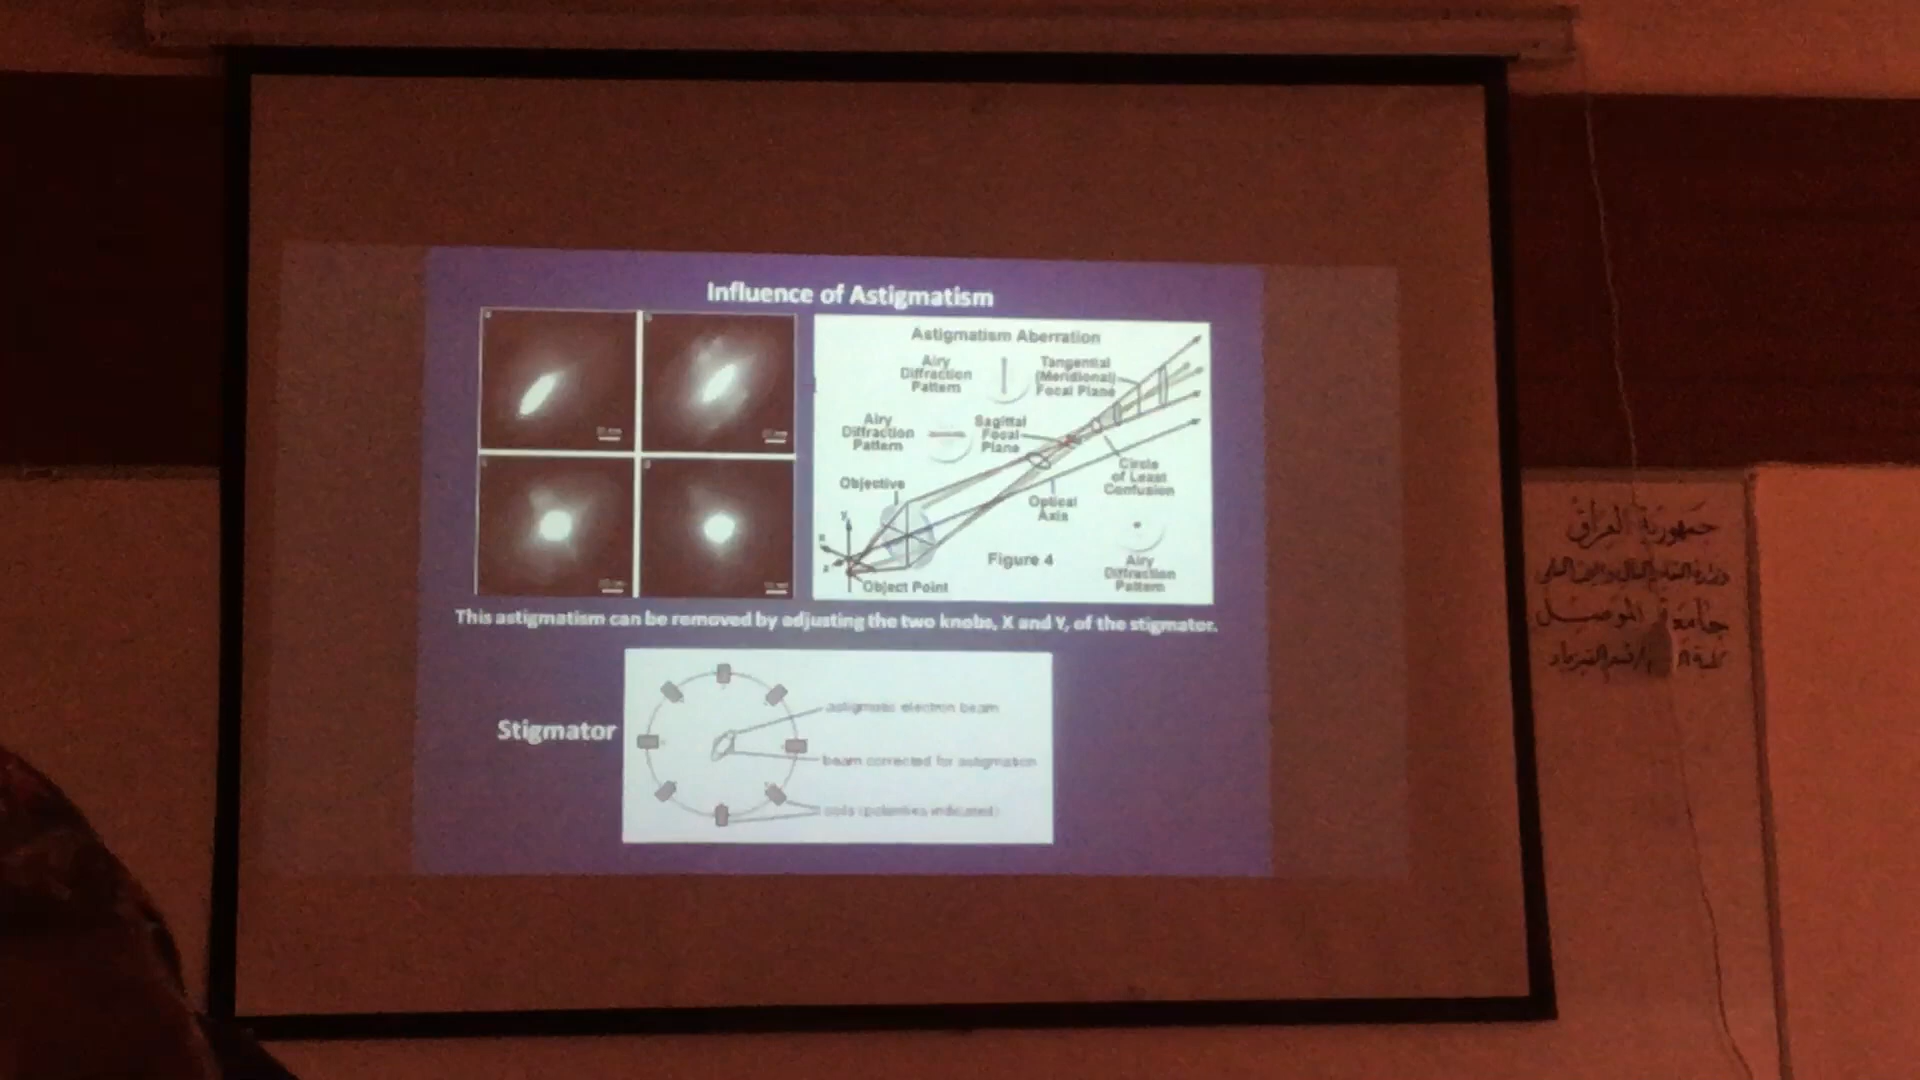 Influence of Astigmatism
Astigmatism Aberration
Airy
Diffraction
Pattern
Tangential
(Meridional)
Focal Plane
Airy
Diffraction
Pattern
Sagittal
Focal
Plane
Objective
Circle
of Least
Confusion
Optical
Axis
Y
Figure 4
Airy
Diffraction
Pattern
Object Point
This astigmatism can be removed by adjusting the two knobs, X and Y, of the stigmator.
Stigmator
astigmatic electron beam
beam corrected for astigmatism
coils (polarities indicated)
جمهورية العراق
وزارة التعليم العالي والبحث العلمي
جامعة الموصل